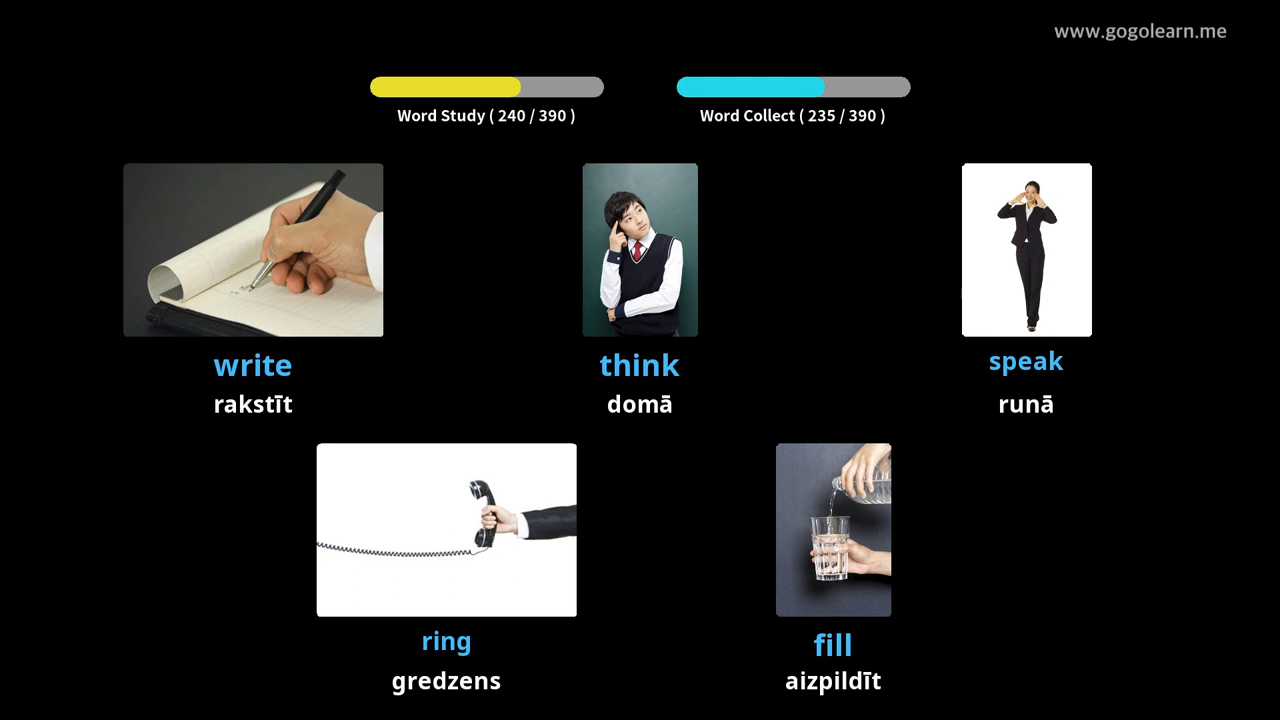 www.gogolearn.me
Word Study ( 240 / 390 )
Word Collect ( 235 / 390 )
write
rakstīt
think
domā
speak
runā
ring
gredzens
fill
aizpildīt